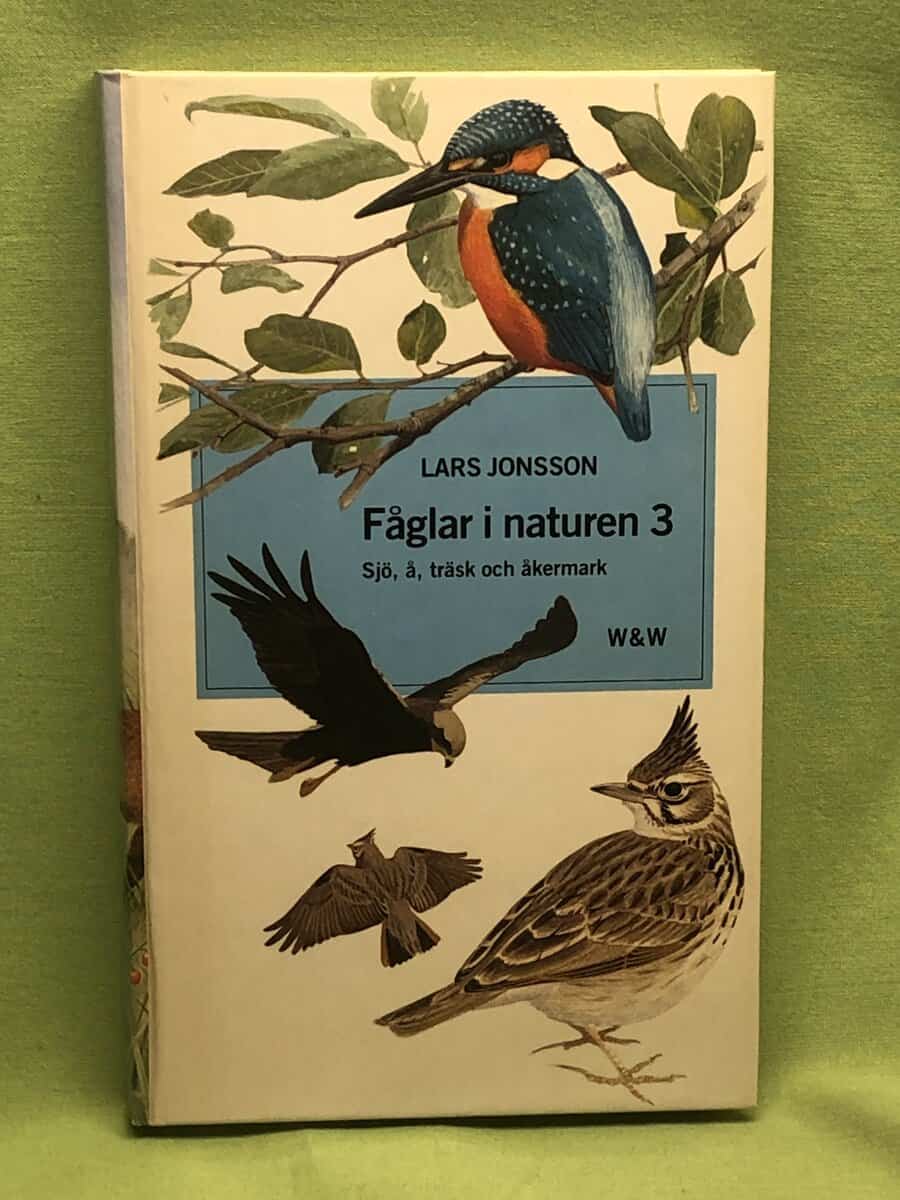 LARS JONSSON
Fåglar i naturen 3
Sjö, å, träsk och åkermark
W&W